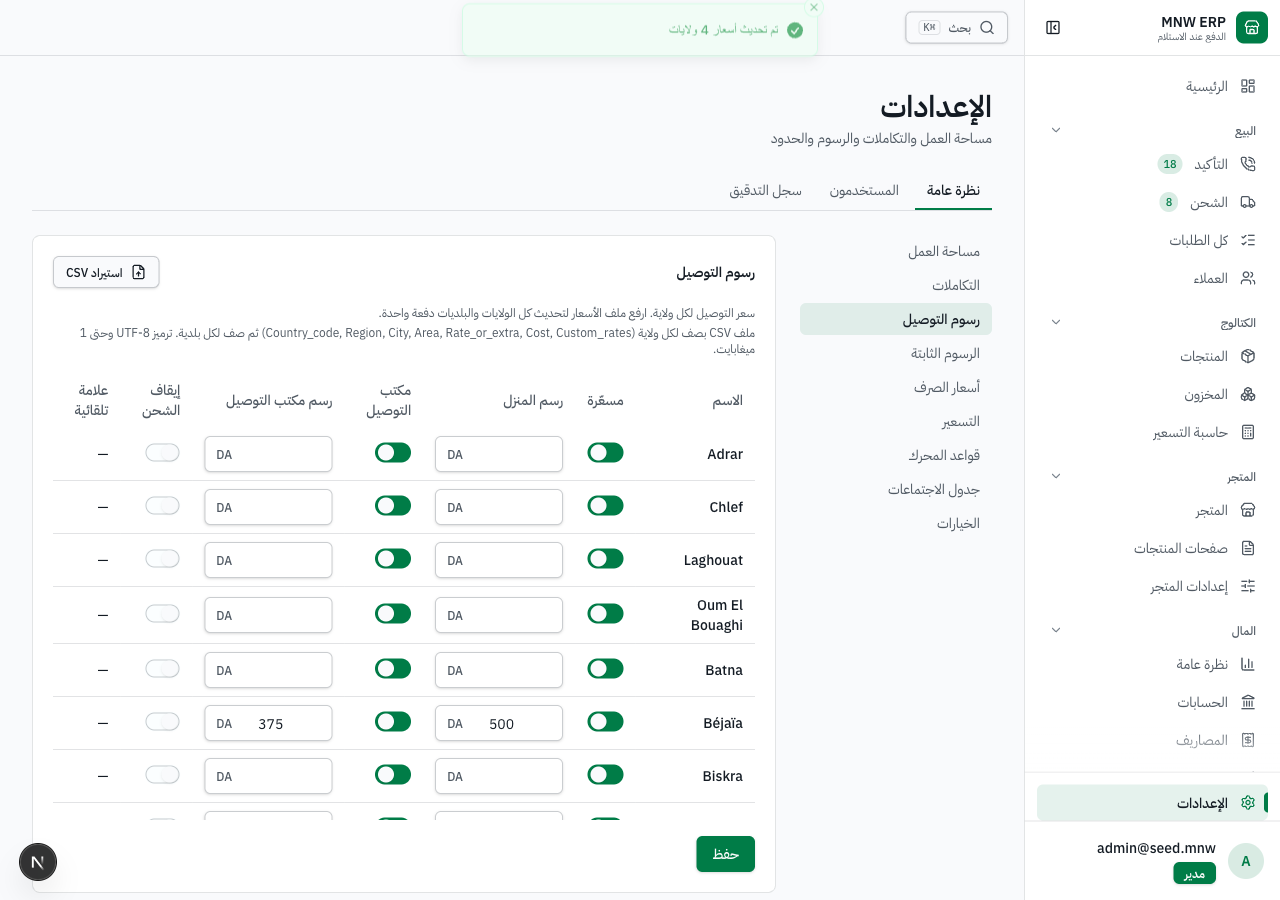 MNW ERP
الدفع عند الاستلام
بحث
⌘K
تم تحديث أسعار 4 ولايات
الرئيسية
البيع
التأكيد
18
الشحن
8
كل الطلبات
العملاء
الكتالوج
المنتجات
المخزون
حاسبة التسعير
المتجر
المتجر
صفحات المنتجات
إعدادات المتجر
المال
نظرة عامة
الحسابات
المصاريف
الإعدادات
admin@seed.mnw
مدير
A
الإعدادات
مساحة العمل والتكاملات والرسوم والحدود
نظرة عامة
المستخدمون
سجل التدقيق
مساحة العمل
التكاملات
رسوم التوصيل
الرسوم الثابتة
أسعار الصرف
التسعير
قواعد المحرك
جدول الاجتماعات
الخيارات
رسوم التوصيل
استيراد CSV
سعر التوصيل لكل ولاية. ارفع ملف الأسعار لتحديث كل الولايات والبلديات دفعة واحدة.
ملف CSV بصف لكل ولاية (Country_code, Region, City, Area, Rate_or_extra, Cost, Custom_rates) ثم صف لكل بلدية. ترميز UTF-8 وحتى 1
ميغابايت.
الاسم مسعّرة رسم المنزل مكتب التوصيل رسم مكتب التوصيل إيقاف الشحن علامة تلقائية
Adrar DA DA —
Chlef DA DA —
Laghouat DA DA —
Oum El Bouaghi DA DA —
Batna DA DA —
Béjaïa 500 DA 375 DA —
Biskra DA DA —
حفظ
N